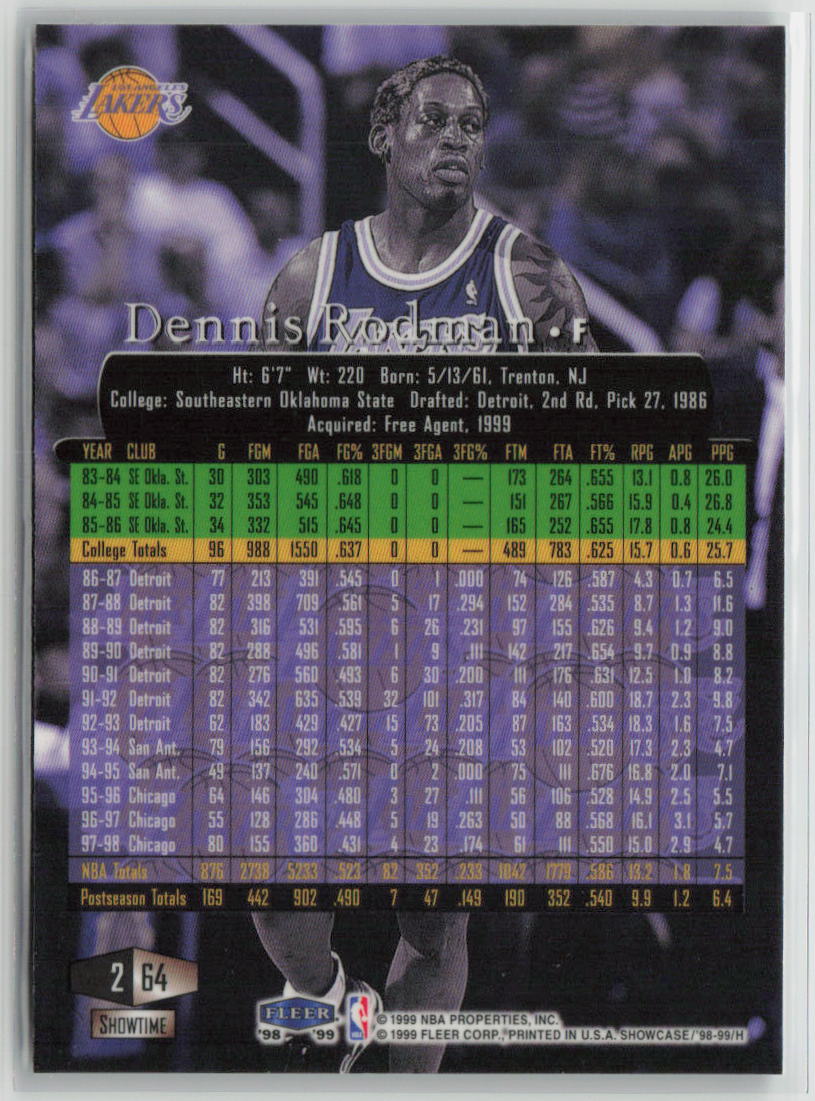 LOS ANGELES
LAKERS
Dennis Rodman • F
Ht: 6'7" Wt: 220 Born: 5/13/61, Trenton, NJ
College: Southeastern Oklahoma State Drafted: Detroit, 2nd Rd, Pick 27, 1986
Acquired: Free Agent, 1999
YEAR CLUB G FGM FGA FG% 3FGM 3FGA 3FG% FTM FTA FT% RPG APG PPG
83-84 SE Okla. St. 30 303 490 .618 0 0 — 173 264 .655 13.1 0.8 26.0
84-85 SE Okla. St. 32 353 545 .648 0 0 — 151 267 .566 15.9 0.4 26.8
85-86 SE Okla. St. 34 332 515 .645 0 0 — 165 252 .655 17.8 0.8 24.4
College Totals 96 988 1550 .637 0 0 — 489 783 .625 15.7 0.6 25.7
86-87 Detroit 77 213 391 .545 0 1 .000 74 126 .587 4.3 0.7 6.5
87-88 Detroit 82 398 709 .561 5 17 .294 152 284 .535 8.7 1.3 11.6
88-89 Detroit 82 316 531 .595 6 26 .231 97 155 .626 9.4 1.2 9.0
89-90 Detroit 82 288 496 .581 1 9 .111 142 217 .654 9.7 0.9 8.8
90-91 Detroit 82 276 560 .493 6 30 .200 111 176 .631 12.5 1.0 8.2
91-92 Detroit 82 342 635 .539 32 101 .317 84 140 .600 18.7 2.3 9.8
92-93 Detroit 62 183 429 .427 15 73 .205 87 163 .534 18.3 1.6 7.5
93-94 San Ant. 79 156 292 .534 5 24 .208 53 102 .520 17.3 2.3 4.7
94-95 San Ant. 49 137 240 .571 0 2 .000 75 111 .676 16.8 2.0 7.1
95-96 Chicago 64 146 304 .480 3 27 .111 56 106 .528 14.9 2.5 5.5
96-97 Chicago 55 128 286 .448 5 19 .263 50 88 .568 16.1 3.1 5.7
97-98 Chicago 80 155 360 .431 4 23 .174 61 111 .550 15.0 2.9 4.7
NBA Totals 876 2738 5233 .523 82 352 .233 1042 1779 .586 13.2 1.8 7.5
Postseason Totals 169 442 902 .490 7 47 .149 190 352 .540 9.9 1.2 6.4
2 64
SHOWTIME
FLEER
'98 '99
NBA
© 1999 NBA PROPERTIES, INC.
© 1999 FLEER CORP., PRINTED IN U.S.A. SHOWCASE/'98-99/H